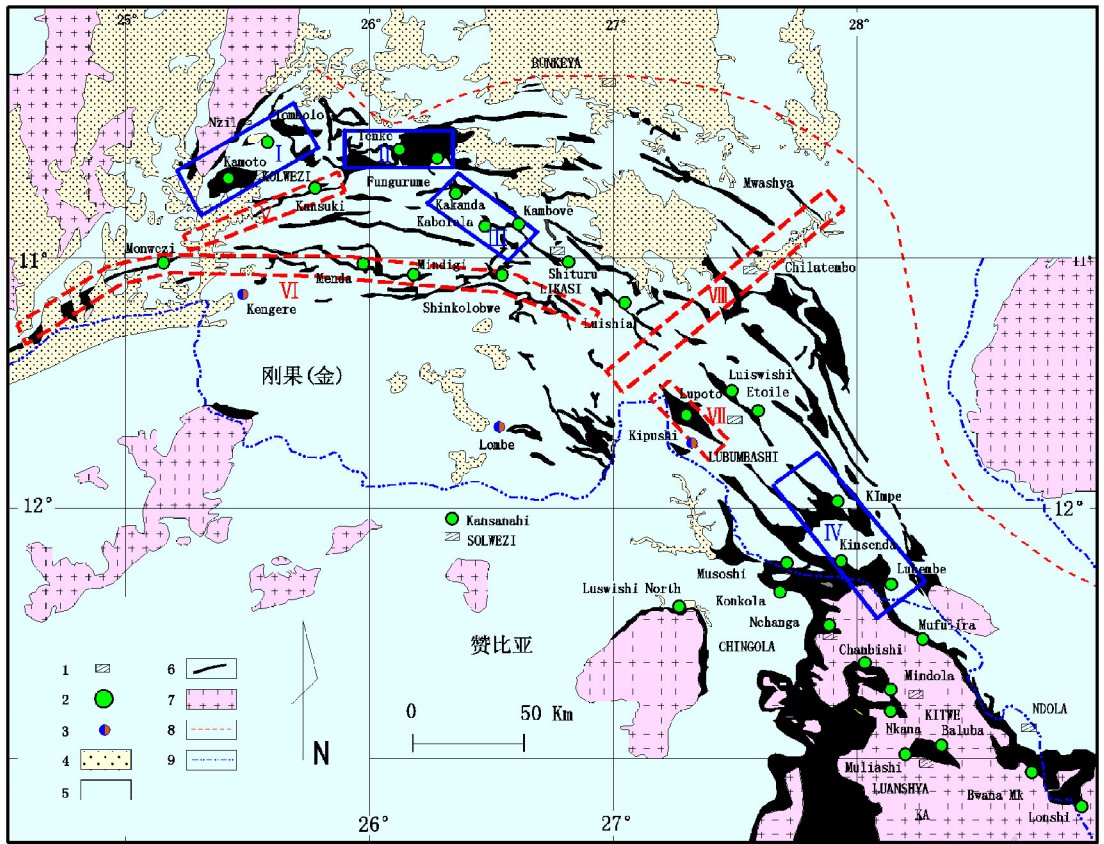 25°
26°
27°
28°
BUNKEYA
Tombolo
Nzil
Tenke
I
II
Kamoto
KOLWEZI
Fungurume
Mwashya
Kansuki
Kakanda
V
Kabolala
Kambove
III
Monwezi
11°
11°
Mindigi
Shituru
Chilatembo
Menda
LIKASI
VI
VIII
Kengere
Shinkolobwe
Luishia
刚果(金)
Luiswishi
Lupoto
Etoile
VII
Lombe
Kipushi
LUBUMBASHI
KImpe
12°
12°
Kansanshi
SOLWEZI
IV
Kinsenda
Musoshi
Lubembe
Luswishi North
Konkola
Nchanga
Mufulira
赞比亚
CHINGOLA
Chambishi
1
6
Mindola
2
7
0
50 Km
NDOLA
KITWE
3
8
Nkana
Baluba
N
4
9
Muliashi
LUANSHYA
5
Bwana Mk
KA
Lonshi
26°
27°